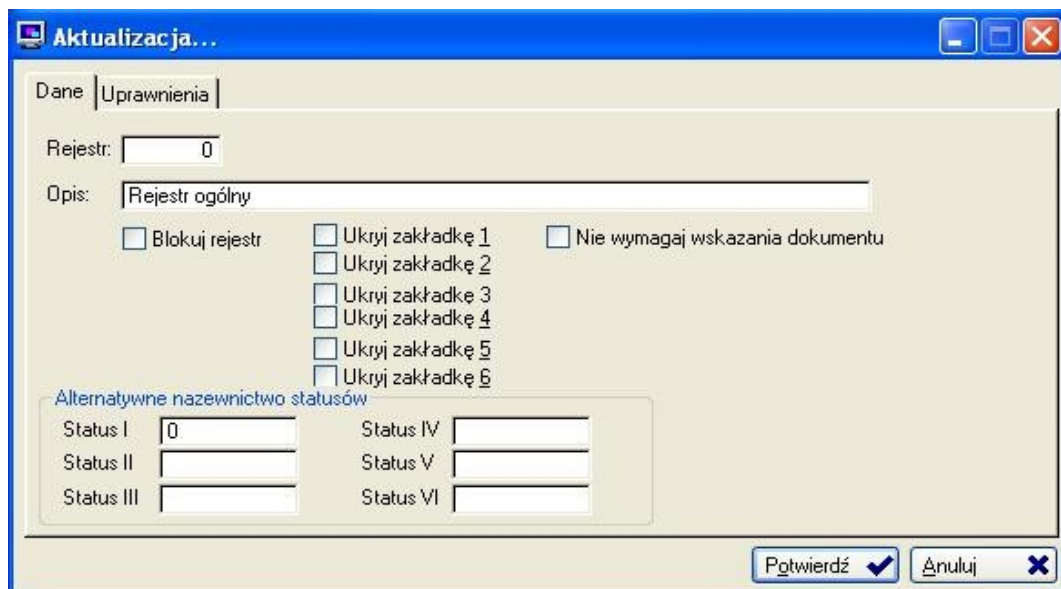 Aktualizacja...
Dane Uprawnienia
Rejestr: 0
Opis: Rejestr ogólny
Blokuj rejestr Ukryj zakładkę 1 Nie wymagaj wskazania dokumentu
Ukryj zakładkę 2
Ukryj zakładkę 3
Ukryj zakładkę 4
Ukryj zakładkę 5
Ukryj zakładkę 6
Alternatywne nazewnictwo statusów
Status I 0 Status IV
Status II Status V
Status III Status VI
Potwierdź Anuluj